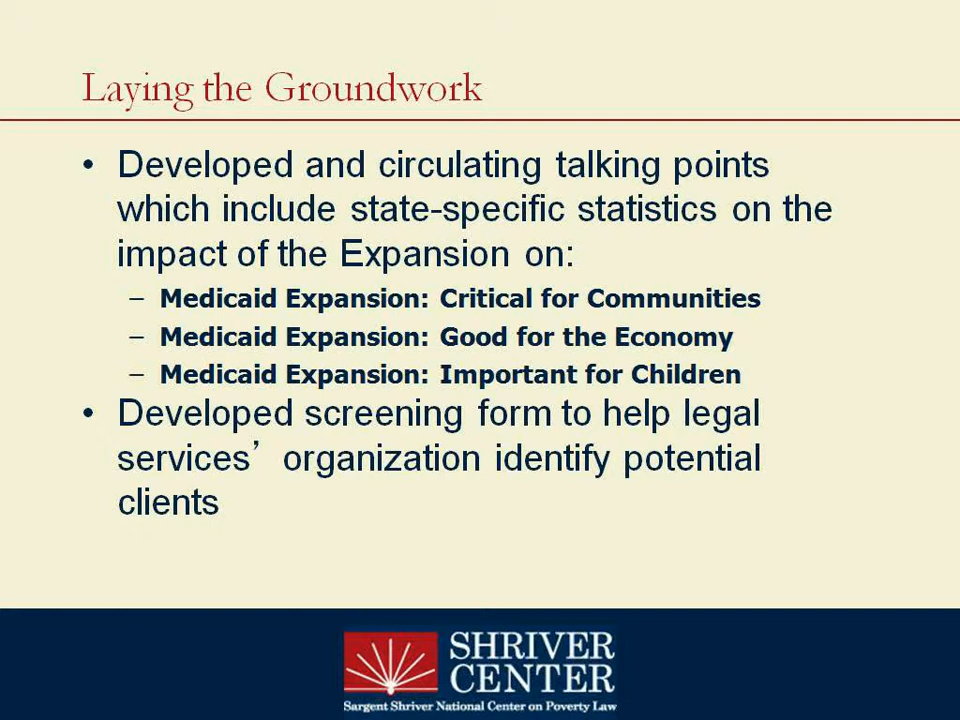 Laying the Groundwork
• Developed and circulating talking points
which include state-specific statistics on the
impact of the Expansion on:
– Medicaid Expansion: Critical for Communities
– Medicaid Expansion: Good for the Economy
– Medicaid Expansion: Important for Children
• Developed screening form to help legal
services’ organization identify potential
clients
SHRIVER
CENTER
Sargent Shriver National Center on Poverty Law